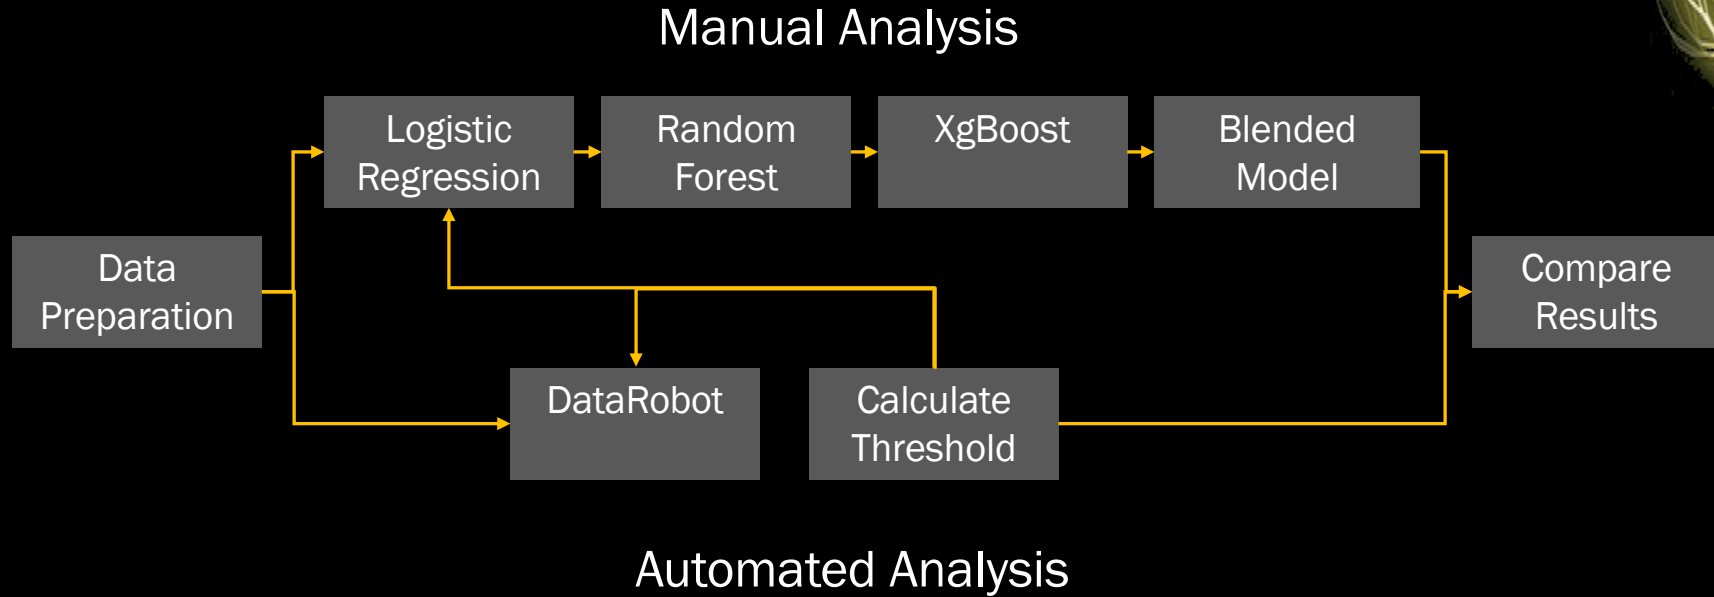 Manual Analysis
Logistic
Regression
Random
Forest
XgBoost
Blended
Model
Data
Preparation
Compare
Results
DataRobot
Calculate
Threshold
Automated Analysis